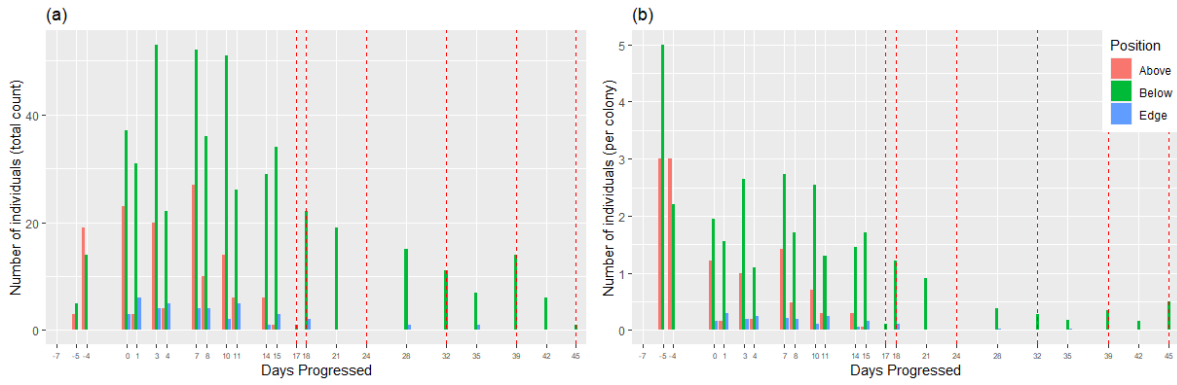 (a)
Number of individuals (total count)
40
20
0
-7 -5 -4 0 1 3 4 7 8 10 11 14 15 17 18 21 24 28 32 35 39 42 45
Days Progressed
(b)
Number of individuals (per colony)
5
4
3
2
1
0
-7 -5 -4 0 1 3 4 7 8 10 11 14 15 17 18 21 24 28 32 35 39 42 45
Days Progressed
Position
Above
Below
Edge